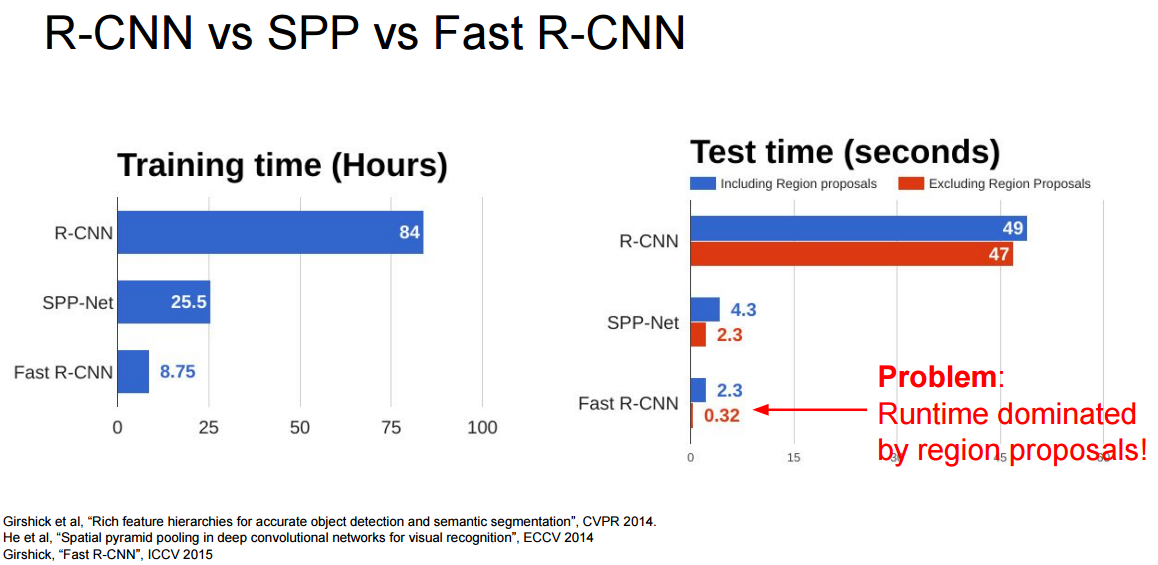 R-CNN vs SPP vs Fast R-CNN
Training time (Hours)
R-CNN
84
SPP-Net
25.5
Fast R-CNN
8.75
0 25 50 75 100
Test time (seconds)
Including Region proposals Excluding Region Proposals
R-CNN
49
47
SPP-Net
4.3
2.3
Fast R-CNN
2.3
0.32
0 15 30 45 60
Problem:
Runtime dominated
by region proposals!
Girshick et al, “Rich feature hierarchies for accurate object detection and semantic segmentation”, CVPR 2014.
He et al, “Spatial pyramid pooling in deep convolutional networks for visual recognition”, ECCV 2014
Girshick, “Fast R-CNN”, ICCV 2015